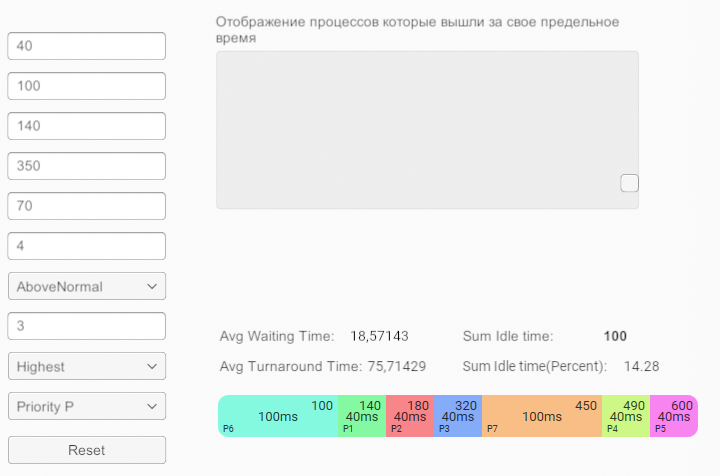 40
100
140
350
70
4
AboveNormal
3
Highest
Priority P
Reset
Отображение процессов которые вышли за свое предельное
время
Avg Waiting Time: 18,57143 Sum Idle time: 100
Avg Turnaround Time: 75,71429 Sum Idle time(Percent): 14.28
100 140 180 320 450 490 600
100ms 40ms 40ms 40ms 100ms 40ms 40ms
P6 P1 P2 P3 P7 P4 P5